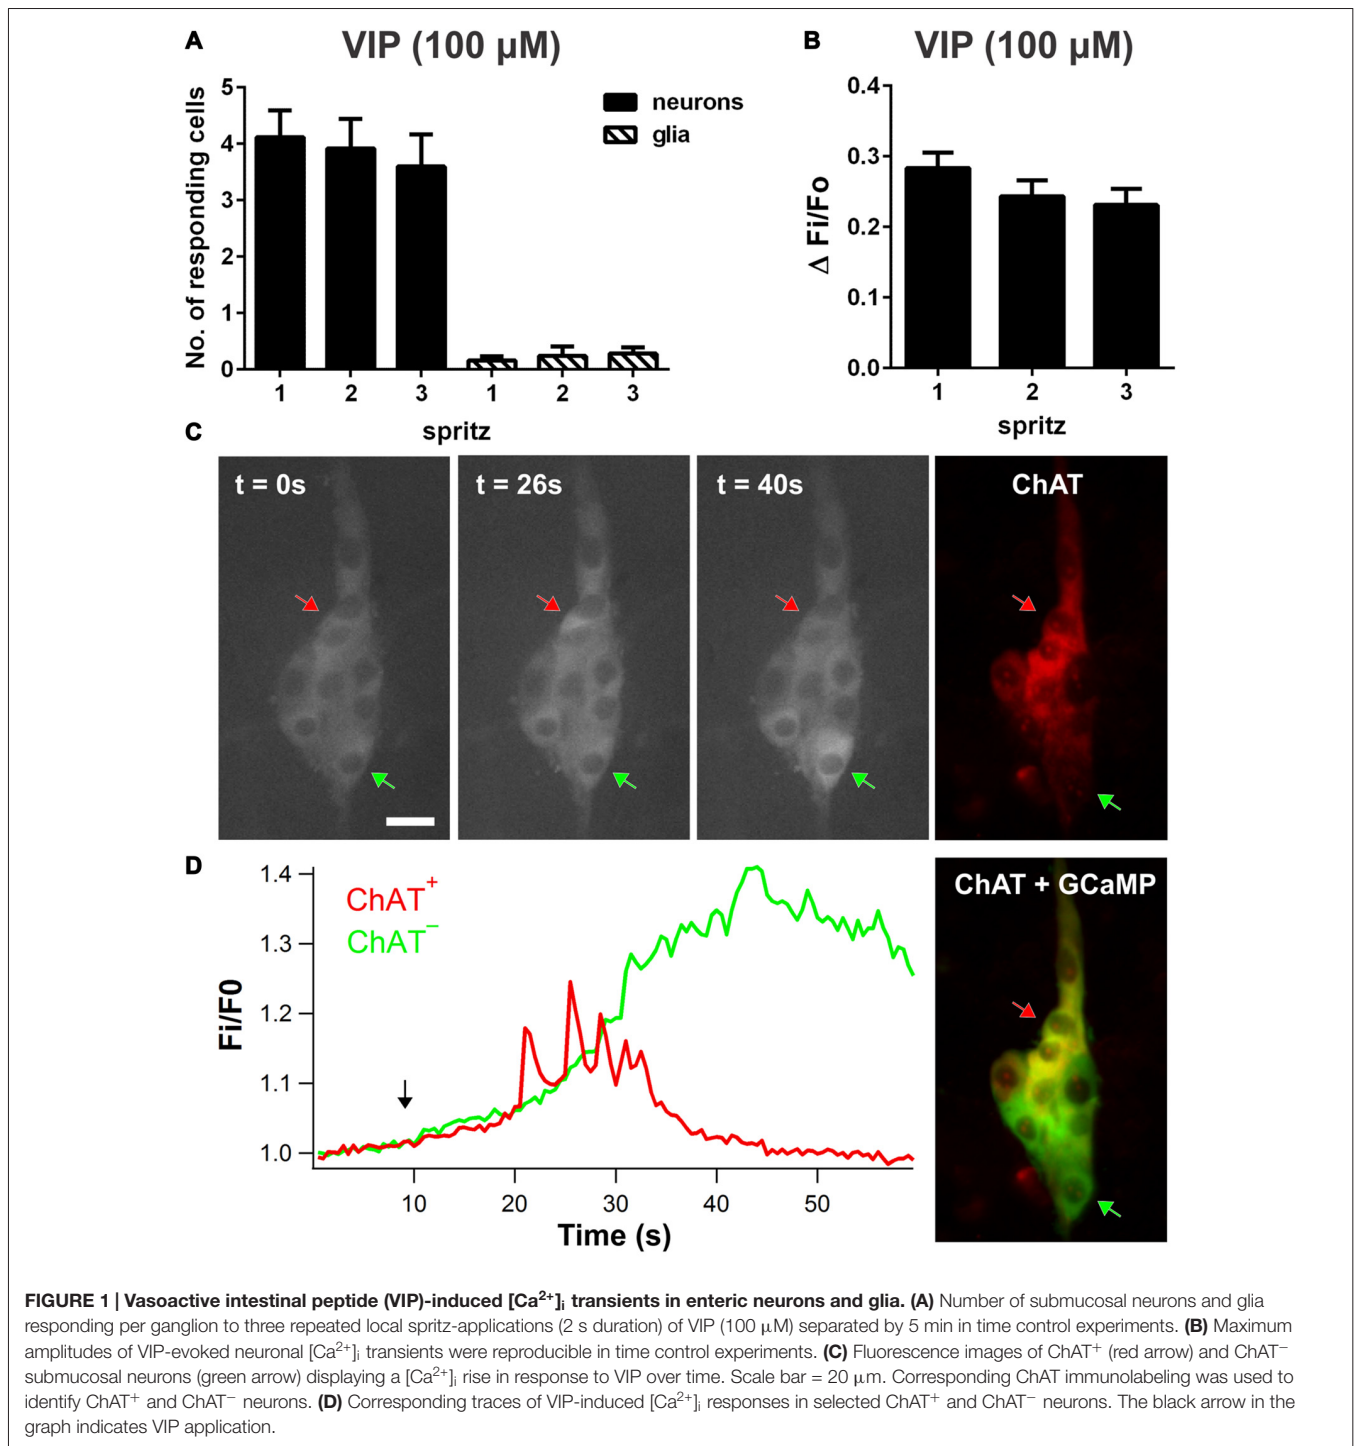 A
VIP (100 µM)
No. of responding cells
5
4
3
2
1
0
1 2 3 1 2 3
spritz
neurons
glia
B
VIP (100 µM)
Δ Fi/Fo
0.4
0.3
0.2
0.1
0.0
1 2 3
spritz
C
t = 0s
t = 26s
t = 40s
ChAT
D
ChAT⁺
ChAT⁻
Fi/F0
1.4
1.3
1.2
1.1
1.0
10 20 30 40 50
Time (s)
ChAT + GCaMP
FIGURE 1 | Vasoactive intestinal peptide (VIP)-induced [Ca²⁺]ᵢ transients in enteric neurons and glia. (A) Number of submucosal neurons and glia
responding per ganglion to three repeated local spritz-applications (2 s duration) of VIP (100 µM) separated by 5 min in time control experiments. (B) Maximum
amplitudes of VIP-evoked neuronal [Ca²⁺]ᵢ transients were reproducible in time control experiments. (C) Fluorescence images of ChAT⁺ (red arrow) and ChAT⁻
submucosal neurons (green arrow) displaying a [Ca²⁺]ᵢ rise in response to VIP over time. Scale bar = 20 µm. Corresponding ChAT immunolabeling was used to
identify ChAT⁺ and ChAT⁻ neurons. (D) Corresponding traces of VIP-induced [Ca²⁺]ᵢ responses in selected ChAT⁺ and ChAT⁻ neurons. The black arrow in the
graph indicates VIP application.